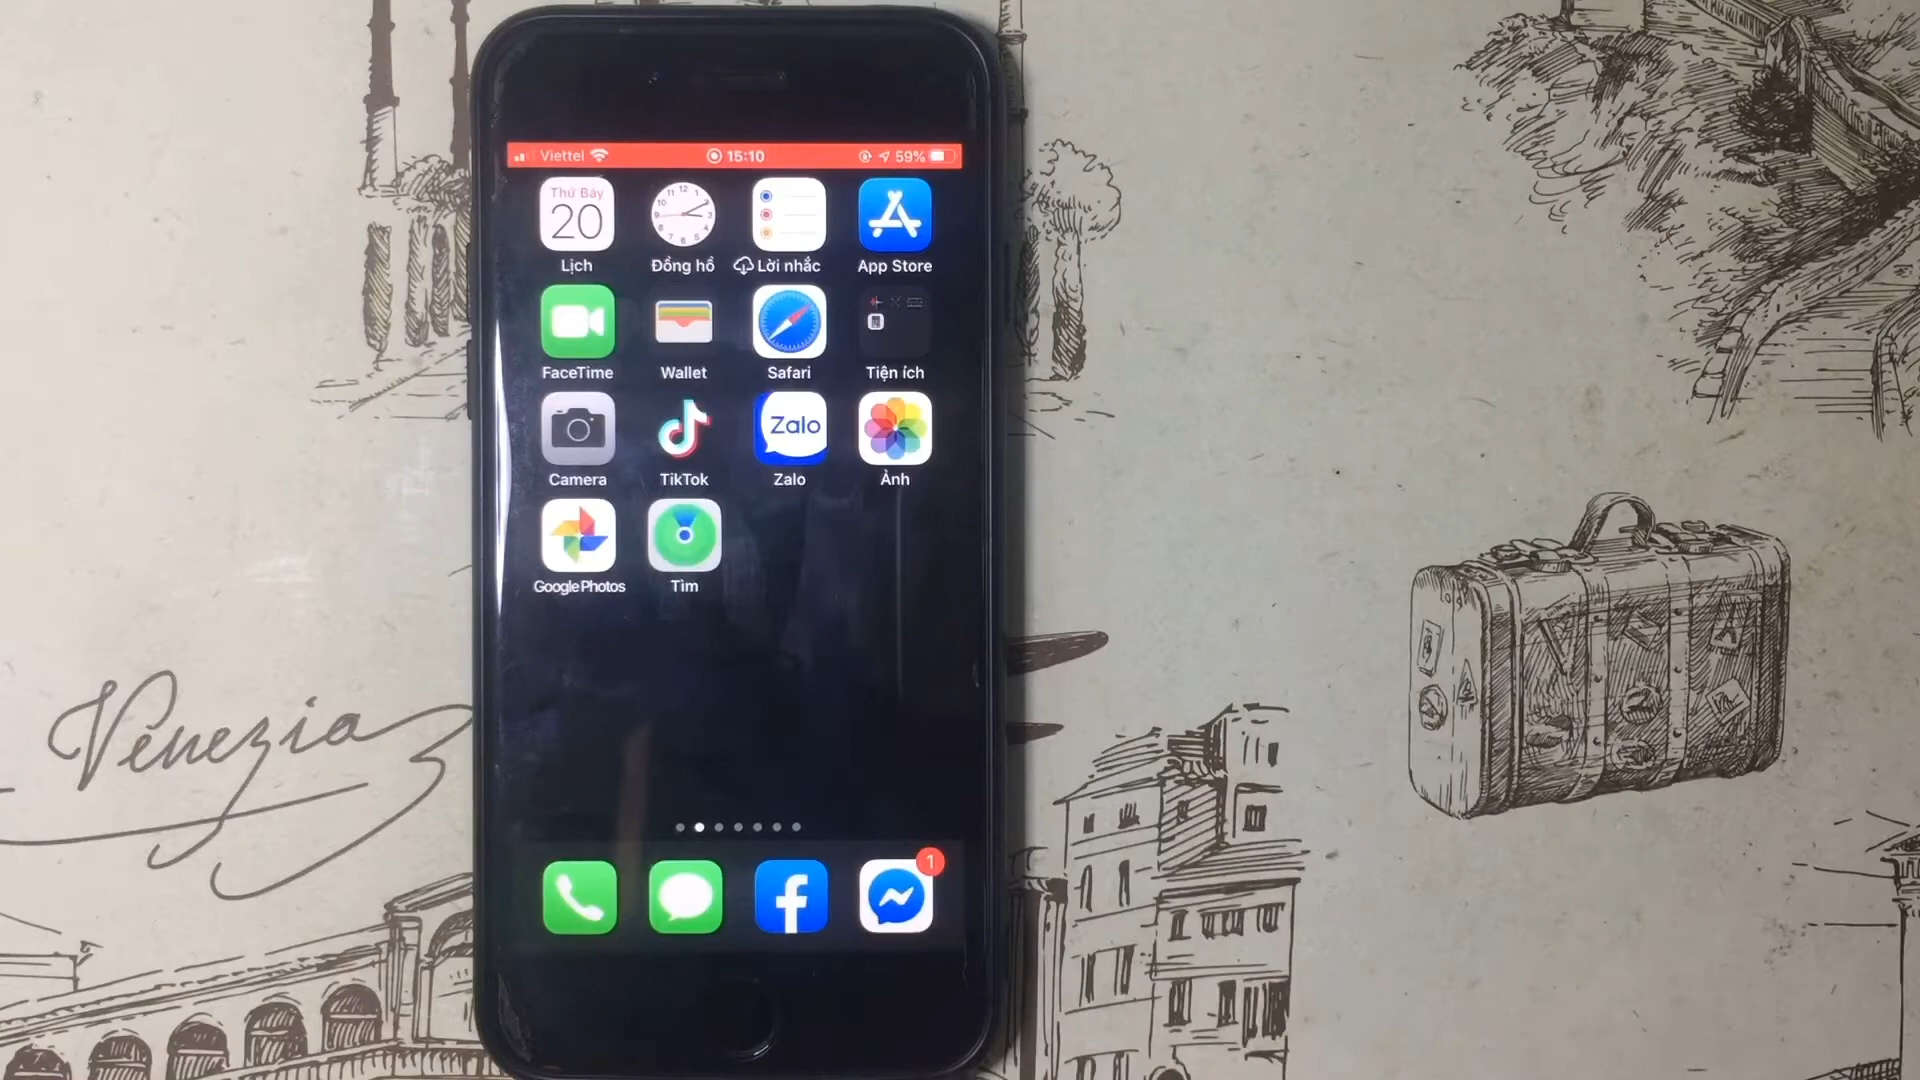 Viettel 15:10 59%
Thứ Bảy
20
Lịch Đồng hồ Lời nhắc App Store
FaceTime Wallet Safari Tiện ích
Zalo
Camera TikTok Zalo Ảnh
Google Photos Tìm
Venezia
1